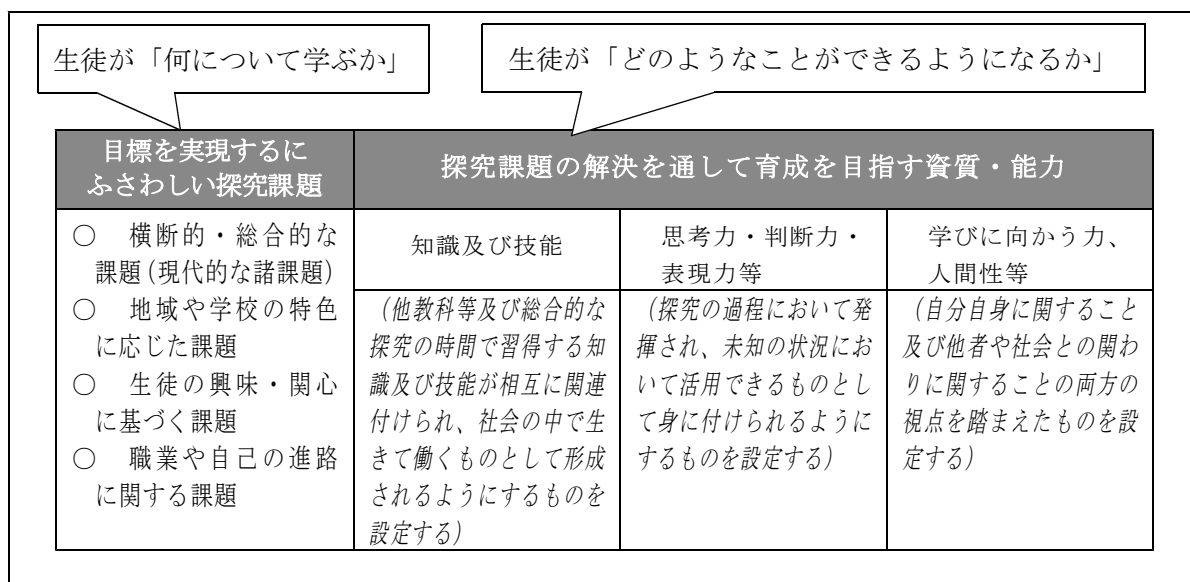 生徒が「何について学ぶか」
生徒が「どのようなことができるようになるか」
目標を実現するに
ふさわしい探究課題
探究課題の解決を通して育成を目指す資質・能力
○　横断的・総合的な
課題(現代的な諸課題)
○　地域や学校の特色
に応じた課題
○　生徒の興味・関心
に基づく課題
○　職業や自己の進路
に関する課題
知識及び技能
(他教科等及び総合的な
探究の時間で習得する知
識及び技能が相互に関連
付けられ、社会の中で生
きて働くものとして形成
されるようにするものを
設定する)
思考力・判断力・
表現力等
(探究の過程において発
揮され、未知の状況にお
いて活用できるものとし
て身に付けられるように
するものを設定する)
学びに向かう力、
人間性等
(自分自身に関すること
及び他者や社会との関わ
りに関することの両方の
視点を踏まえたものを設
定する)